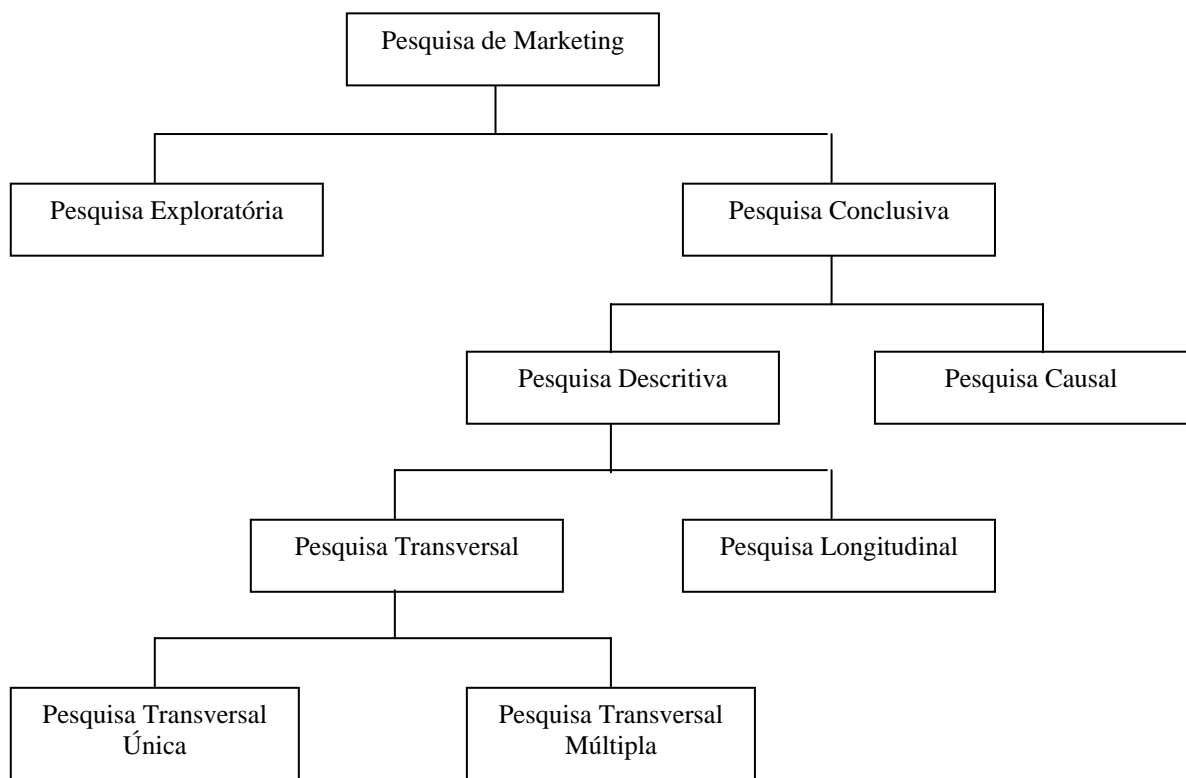 Pesquisa de Marketing
Pesquisa Exploratória
Pesquisa Conclusiva
Pesquisa Descritiva
Pesquisa Causal
Pesquisa Transversal
Pesquisa Longitudinal
Pesquisa Transversal
Única
Pesquisa Transversal
Múltipla